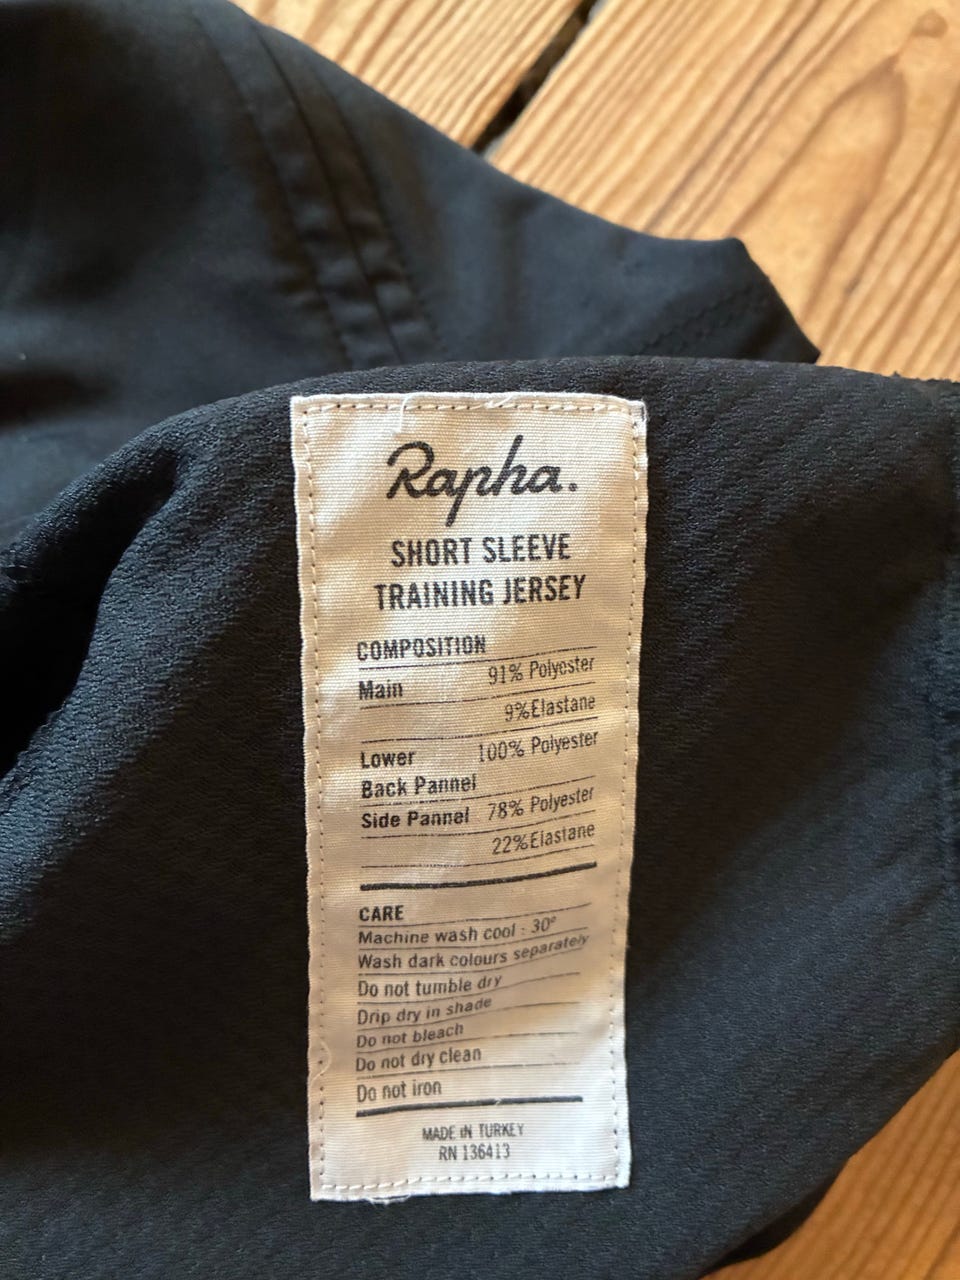 Rapha.
SHORT SLEEVE
TRAINING JERSEY
COMPOSITION
Main 91% Polyester
9%Elastane
Lower 100% Polyester
Back Pannel
Side Pannel 78% Polyester
22%Elastane
CARE
Machine wash cool : 30°
Wash dark colours separately
Do not tumble dry
Drip dry in shade
Do not bleach
Do not dry clean
Do not iron
MADE IN TURKEY
RN 136413